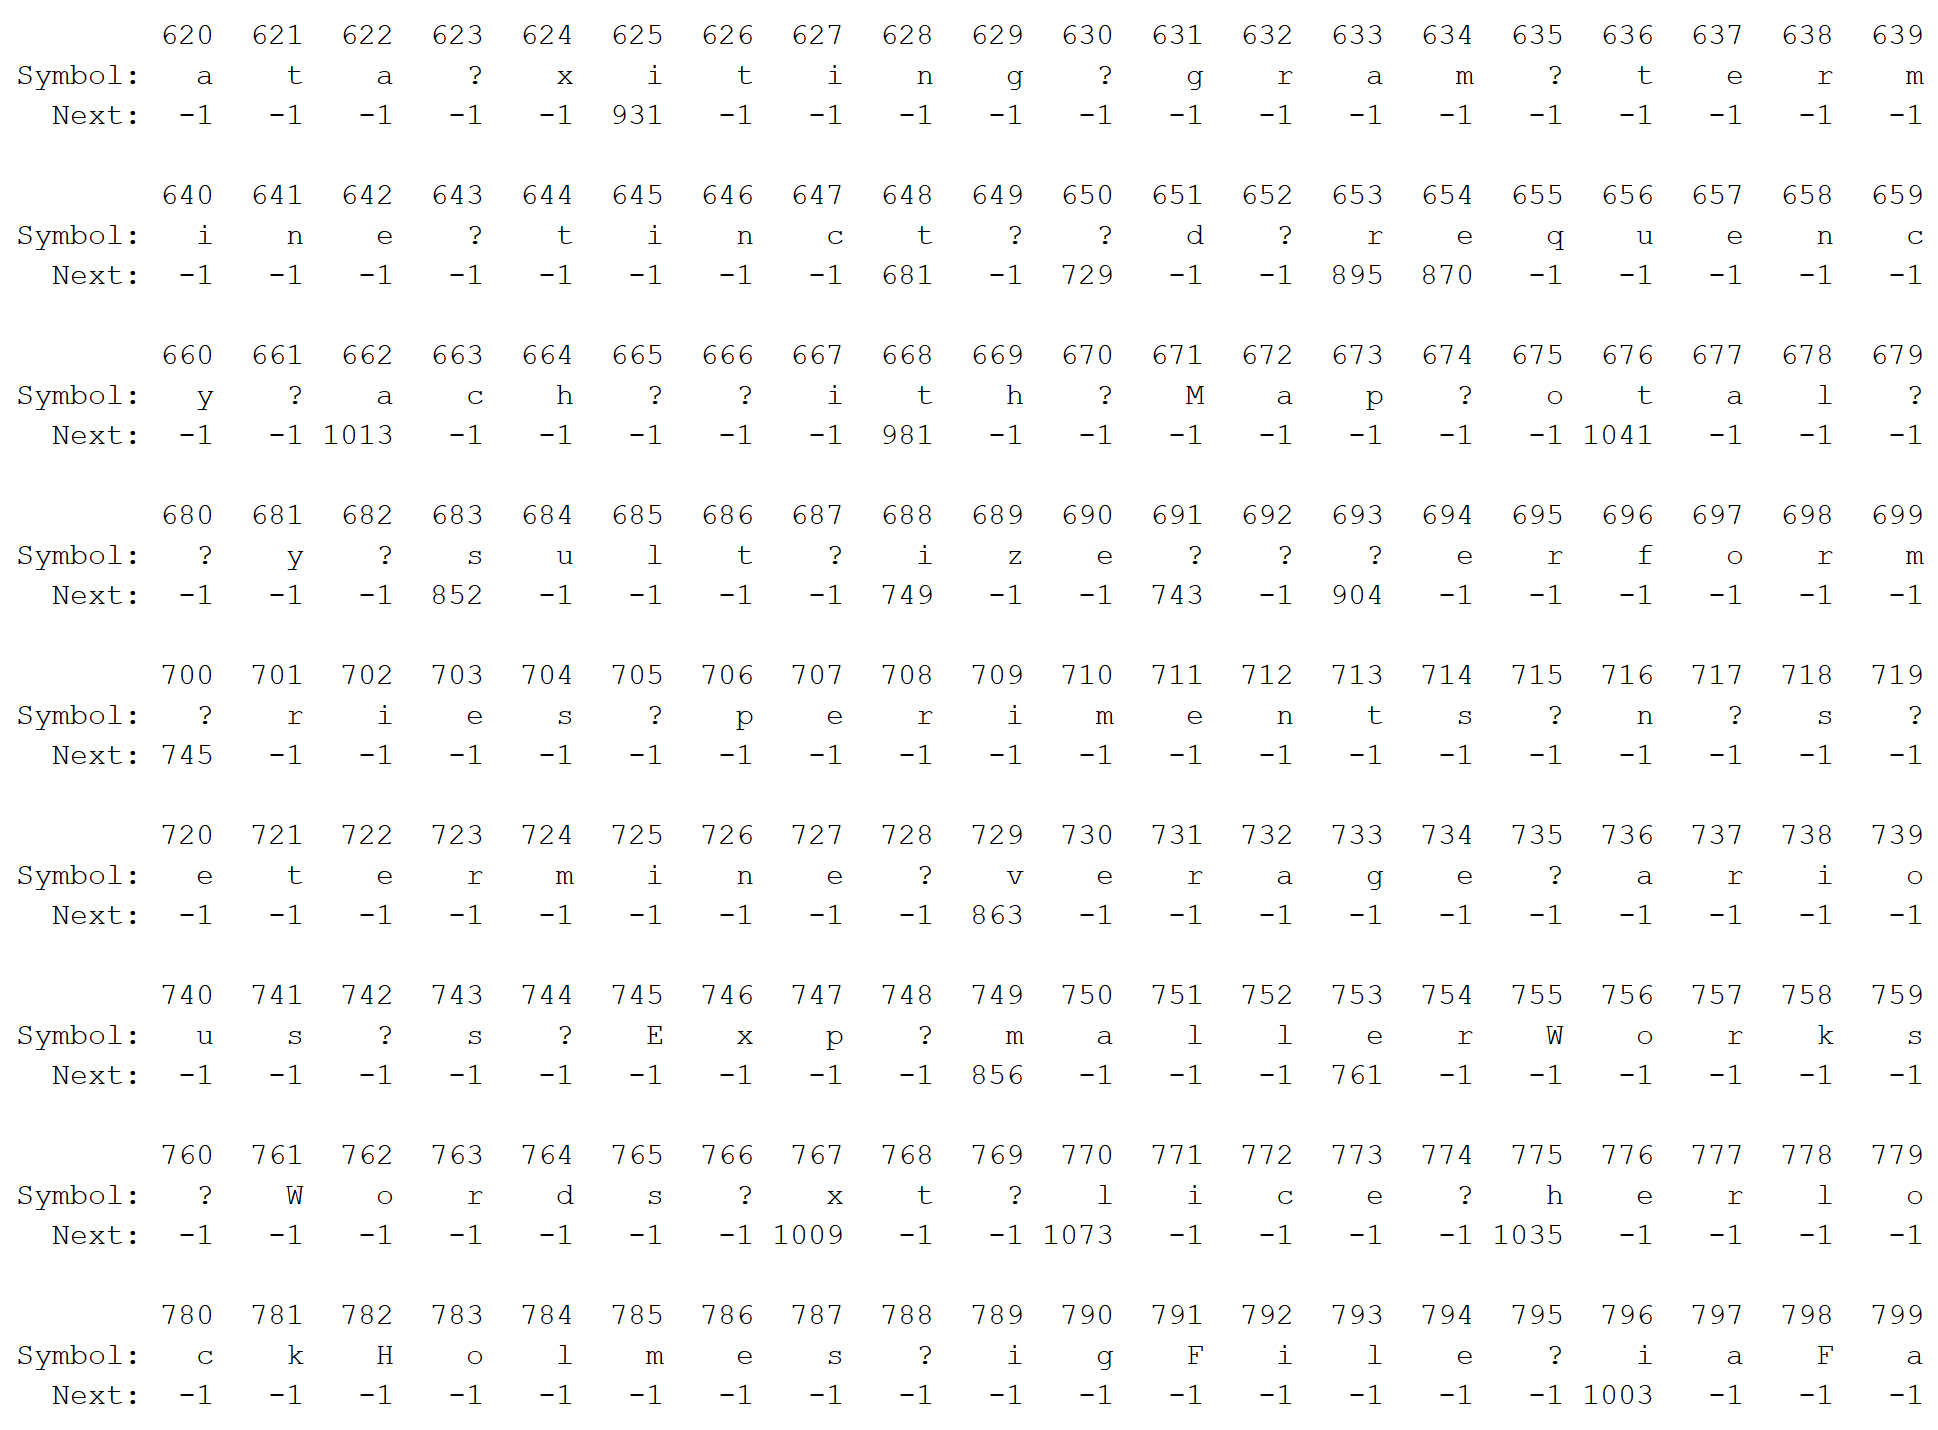 620 621 622 623 624 625 626 627 628 629 630 631 632 633 634 635 636 637 638 639
Symbol: a t a ? x i t i n g ? g r a m ? t e r m
Next: -1 -1 -1 -1 -1 931 -1 -1 -1 -1 -1 -1 -1 -1 -1 -1 -1 -1 -1 -1
640 641 642 643 644 645 646 647 648 649 650 651 652 653 654 655 656 657 658 659
Symbol: i n e ? t i n c t ? ? d ? r e q u e n c
Next: -1 -1 -1 -1 -1 -1 -1 -1 681 -1 729 -1 -1 895 870 -1 -1 -1 -1 -1
660 661 662 663 664 665 666 667 668 669 670 671 672 673 674 675 676 677 678 679
Symbol: y ? a c h ? ? i t h ? M a p ? o t a l ?
Next: -1 -1 1013 -1 -1 -1 -1 -1 981 -1 -1 -1 -1 -1 -1 -1 1041 -1 -1 -1
680 681 682 683 684 685 686 687 688 689 690 691 692 693 694 695 696 697 698 699
Symbol: ? y ? s u l t ? i z e ? ? ? e r f o r m
Next: -1 -1 -1 852 -1 -1 -1 -1 749 -1 -1 743 -1 904 -1 -1 -1 -1 -1 -1
700 701 702 703 704 705 706 707 708 709 710 711 712 713 714 715 716 717 718 719
Symbol: ? r i e s ? p e r i m e n t s ? n ? s ?
Next: 745 -1 -1 -1 -1 -1 -1 -1 -1 -1 -1 -1 -1 -1 -1 -1 -1 -1 -1 -1
720 721 722 723 724 725 726 727 728 729 730 731 732 733 734 735 736 737 738 739
Symbol: e t e r m i n e ? v e r a g e ? a r i o
Next: -1 -1 -1 -1 -1 -1 -1 -1 -1 863 -1 -1 -1 -1 -1 -1 -1 -1 -1 -1
740 741 742 743 744 745 746 747 748 749 750 751 752 753 754 755 756 757 758 759
Symbol: u s ? s ? E x p ? m a l l e r W o r k s
Next: -1 -1 -1 -1 -1 -1 -1 -1 -1 856 -1 -1 -1 761 -1 -1 -1 -1 -1 -1
760 761 762 763 764 765 766 767 768 769 770 771 772 773 774 775 776 777 778 779
Symbol: ? W o r d s ? x t ? l i c e ? h e r l o
Next: -1 -1 -1 -1 -1 -1 -1 1009 -1 -1 1073 -1 -1 -1 -1 1035 -1 -1 -1 -1
780 781 782 783 784 785 786 787 788 789 790 791 792 793 794 795 796 797 798 799
Symbol: c k H o l m e s ? i g F i l e ? i a F a
Next: -1 -1 -1 -1 -1 -1 -1 -1 -1 -1 -1 -1 -1 -1 -1 -1 1003 -1 -1 -1